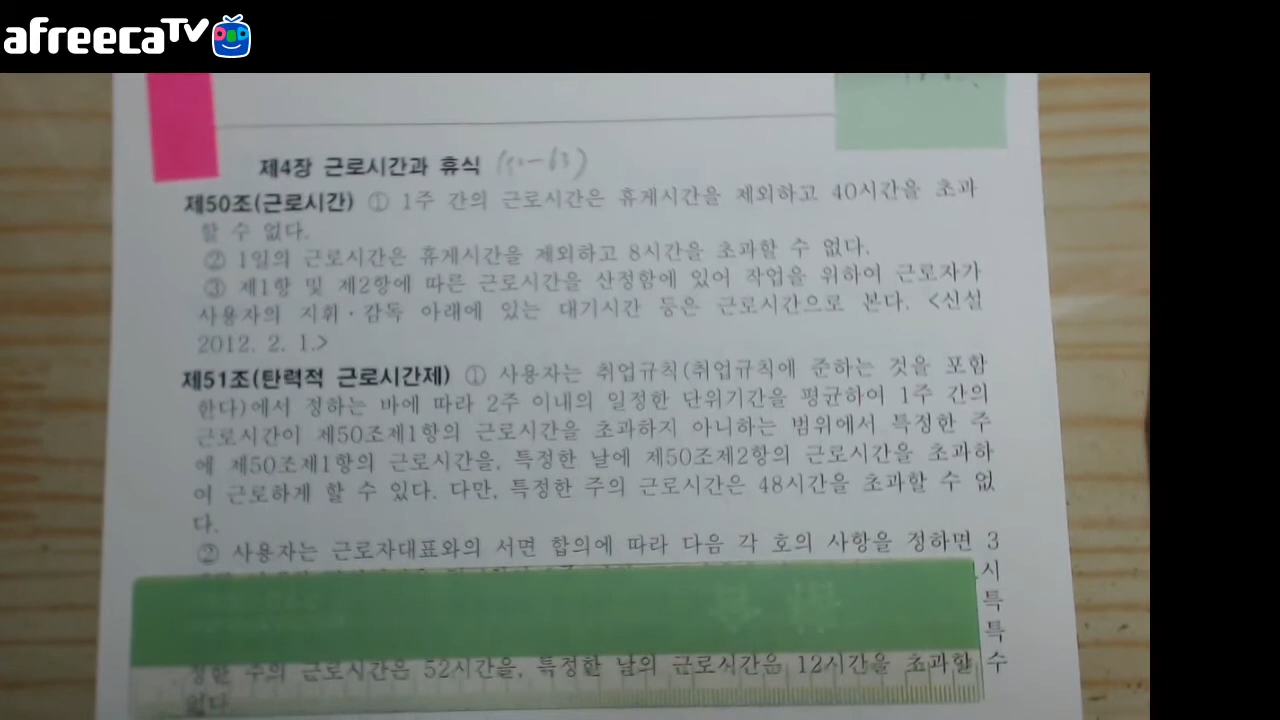 afreecaTV
제4장 근로시간과 휴식 (50-63)
제50조(근로시간) ① 1주 간의 근로시간은 휴게시간을 제외하고 40시간을 초과
할 수 없다.
② 1일의 근로시간은 휴게시간을 제외하고 8시간을 초과할 수 없다.
③ 제1항 및 제2항에 따른 근로시간을 산정함에 있어 작업을 위하여 근로자가
사용자의 지휘·감독 아래에 있는 대기시간 등은 근로시간으로 본다. <신설
2012. 2. 1.>
제51조(탄력적 근로시간제) ① 사용자는 취업규칙(취업규칙에 준하는 것을 포함
한다)에서 정하는 바에 따라 2주 이내의 일정한 단위기간을 평균하여 1주 간의
근로시간이 제50조제1항의 근로시간을 초과하지 아니하는 범위에서 특정한 주
에 제50조제1항의 근로시간을, 특정한 날에 제50조제2항의 근로시간을 초과하
여 근로하게 할 수 있다. 다만, 특정한 주의 근로시간은 48시간을 초과할 수 없
다.
② 사용자는 근로자대표와의 서면 합의에 따라 다음 각 호의 사항을 정하면 3
시
특
특
정한 주의 근로시간은 52시간을, 특정한 날의 근로시간은 12시간을 초과할 수
없다